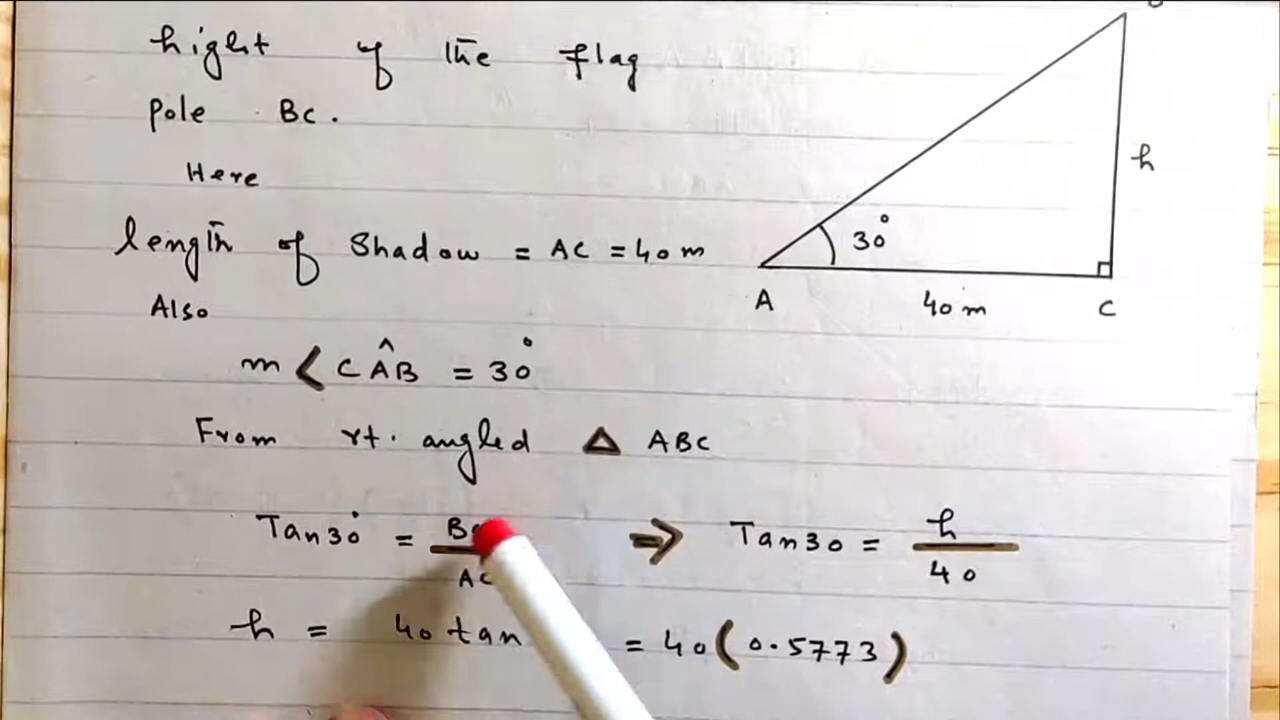 hight of the flag
pole BC.
Here
length of Shadow = AC = 40m
Also
m < CÂB = 30°
From rt. angled △ ABC
Tan30° = BC/AC ⇒ Tan30 = h/40
h = 40 tan = 40(0.5773)
h
30°
A 40m C